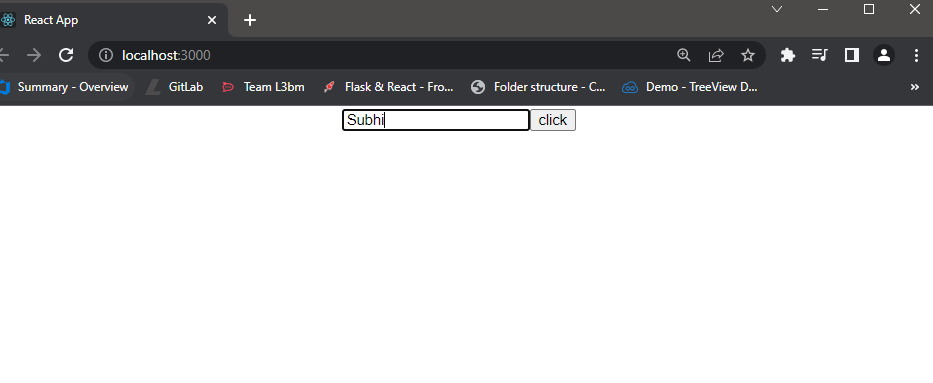 React App
localhost:3000
Summary - Overview GitLab Team L3bm Flask & React - Fro... Folder structure - C... Demo - TreeView D... »
Subhi click